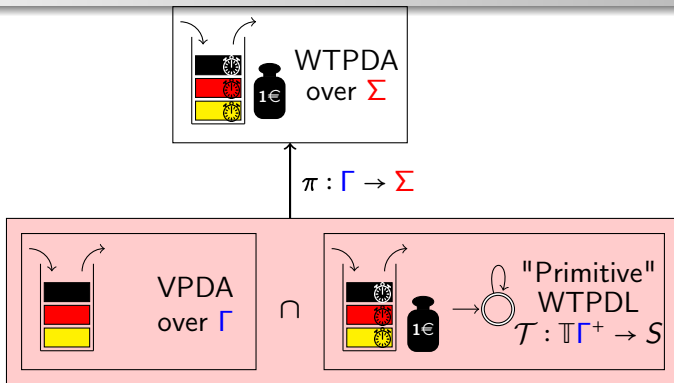 WTPDA
over Σ
1€
π : Γ → Σ
VPDA
over Γ
∩
1€
"Primitive"
WTPDL
𝒯 : 𝕋Γ⁺ → S